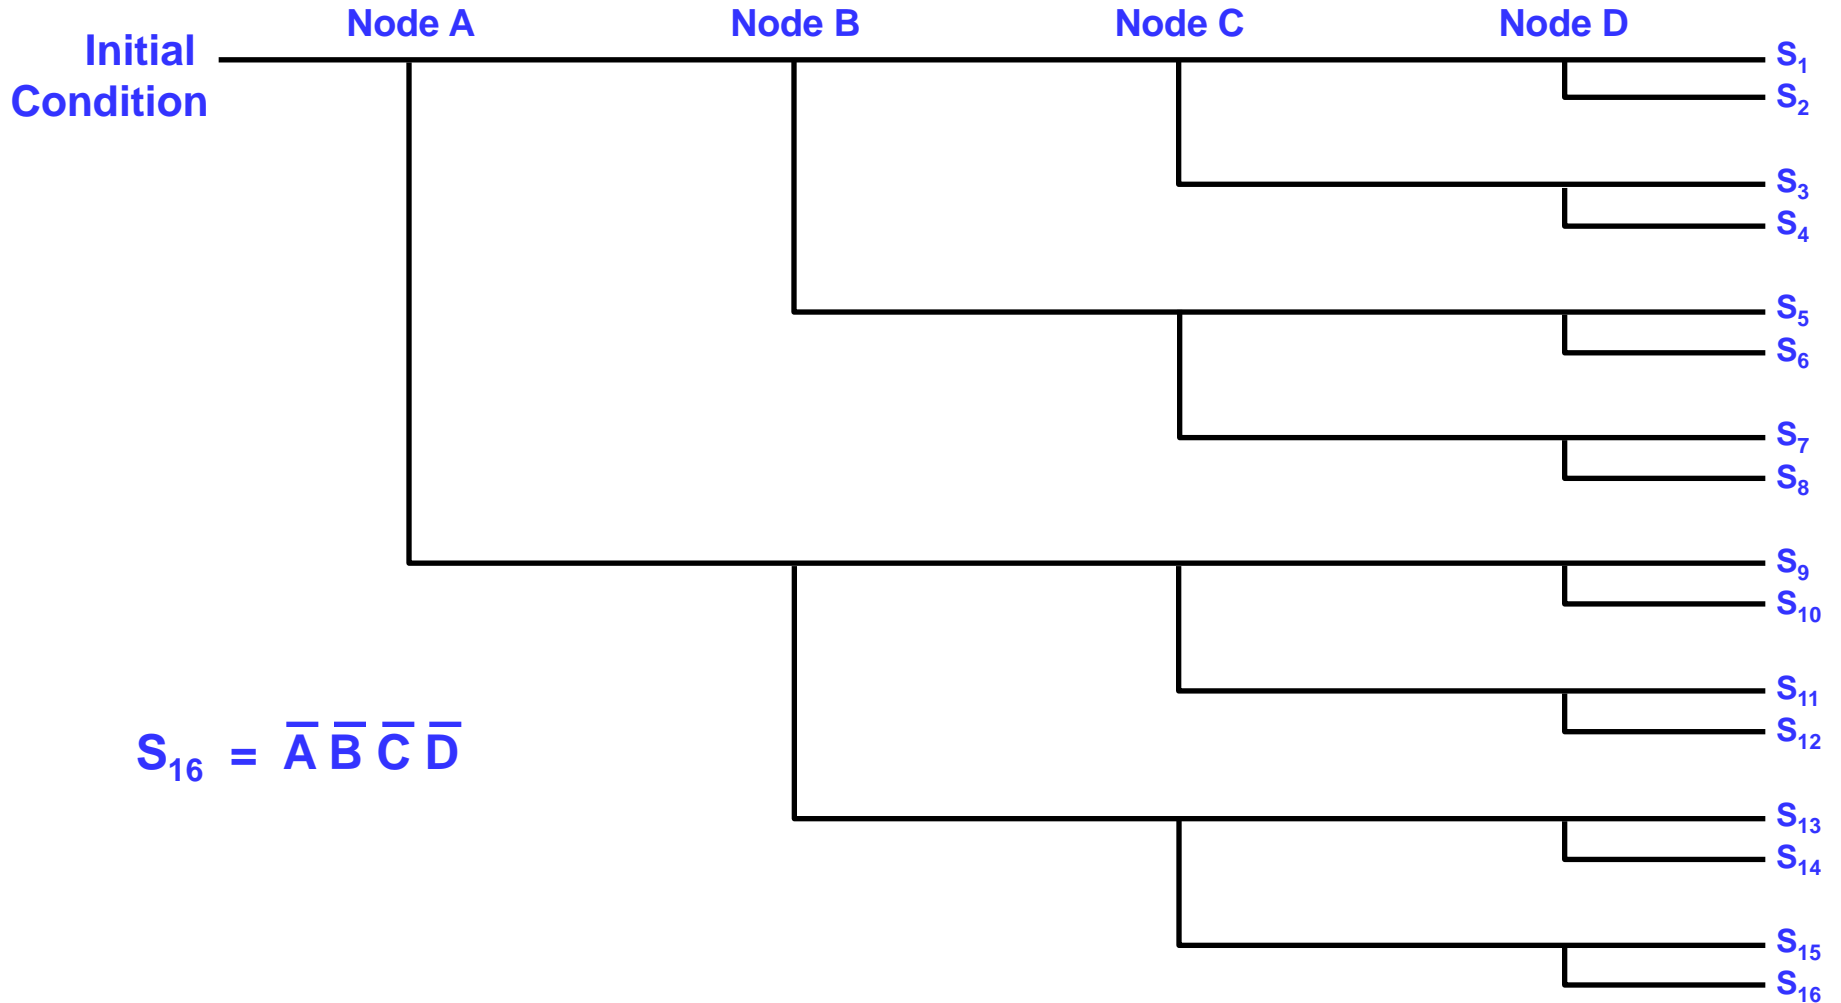 Node A Node B Node C Node D
Initial
Condition
S₁
S₂
S₃
S₄
S₅
S₆
S₇
S₈
S₉
S₁₀
S₁₁
S₁₂
S₁₆ = A̅ B̅ C̅ D̅
S₁₃
S₁₄
S₁₅
S₁₆